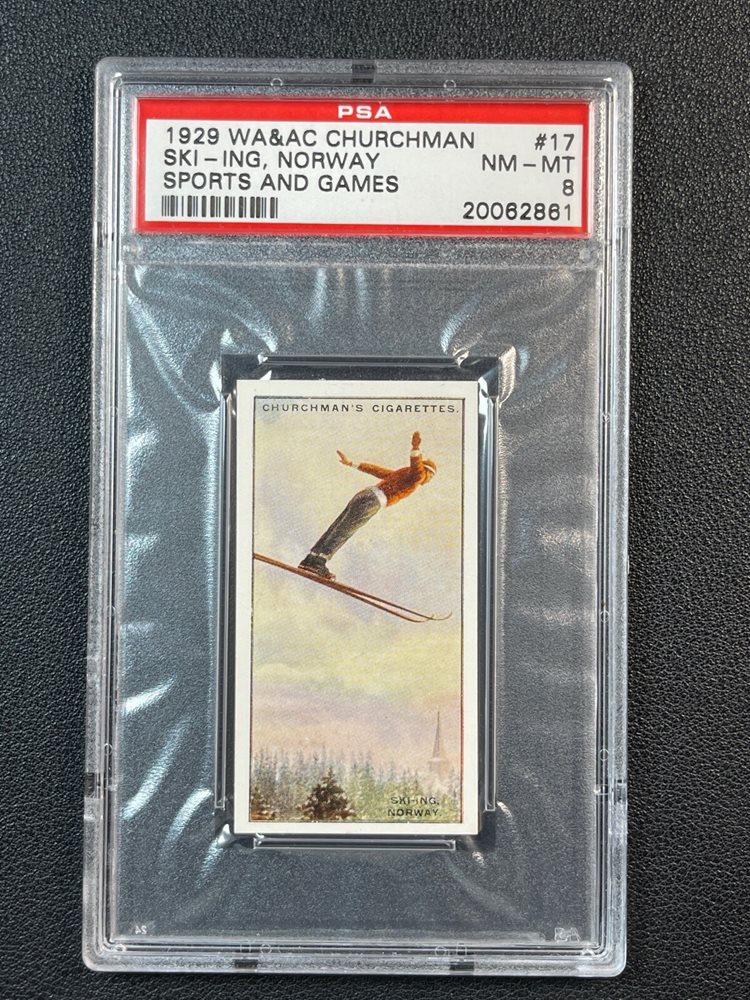 PSA
1929 WA&AC CHURCHMAN #17
SKI-ING, NORWAY NM-MT
SPORTS AND GAMES 8
20062861
CHURCHMAN'S CIGARETTES.
SKI-ING,
NORWAY.